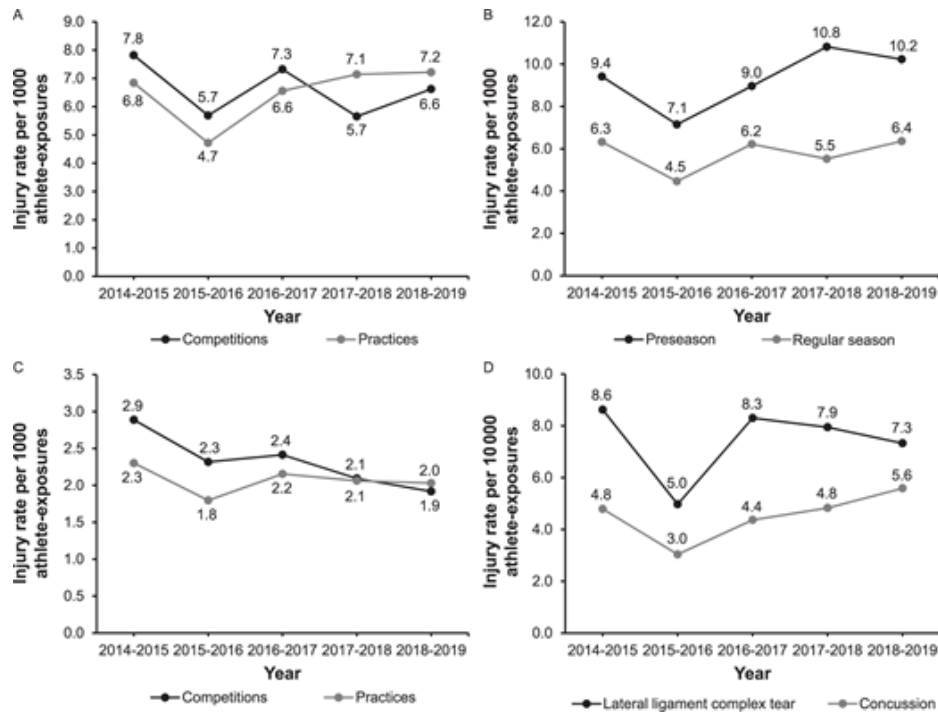 A
Injury rate per 1000
athlete-exposures
9.0
8.0
7.0
6.0
5.0
4.0
3.0
2.0
1.0
0.0
7.8
5.7
7.3
5.7
6.6
6.8
4.7
6.6
7.1
7.2
2014-2015 2015-2016 2016-2017 2017-2018 2018-2019
Year
Competitions Practices
B
Injury rate per 1000
athlete-exposures
12.0
10.0
8.0
6.0
4.0
2.0
0.0
9.4
7.1
9.0
10.8
10.2
6.3
4.5
6.2
5.5
6.4
2014-2015 2015-2016 2016-2017 2017-2018 2018-2019
Year
Preseason Regular season
C
Injury rate per 1000
athlete-exposures
3.5
3.0
2.5
2.0
1.5
1.0
0.5
0.0
2.9
2.3
2.4
2.1
1.9
2.3
1.8
2.2
2.1
2.0
2014-2015 2015-2016 2016-2017 2017-2018 2018-2019
Year
Competitions Practices
D
Injury rate per 10 000
athlete-exposures
10.0
8.0
6.0
4.0
2.0
0.0
8.6
5.0
8.3
7.9
7.3
4.8
3.0
4.4
4.8
5.6
2014-2015 2015-2016 2016-2017 2017-2018 2018-2019
Year
Lateral ligament complex tear Concussion